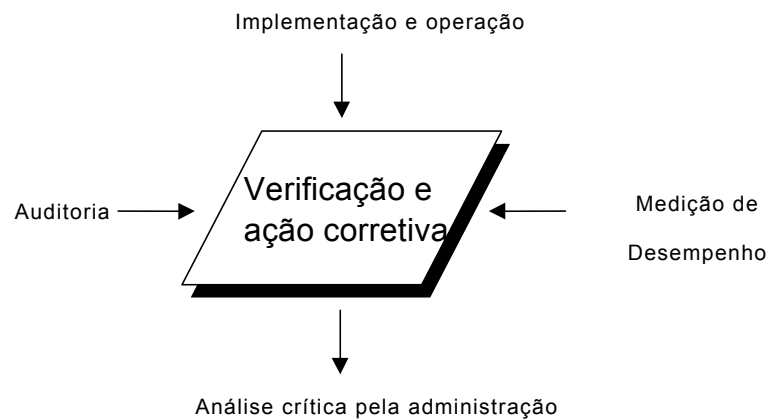 Implementação e operação
Verificação e
ação corretiva
Auditoria
Medição de
Desempenho
Análise crítica pela administração